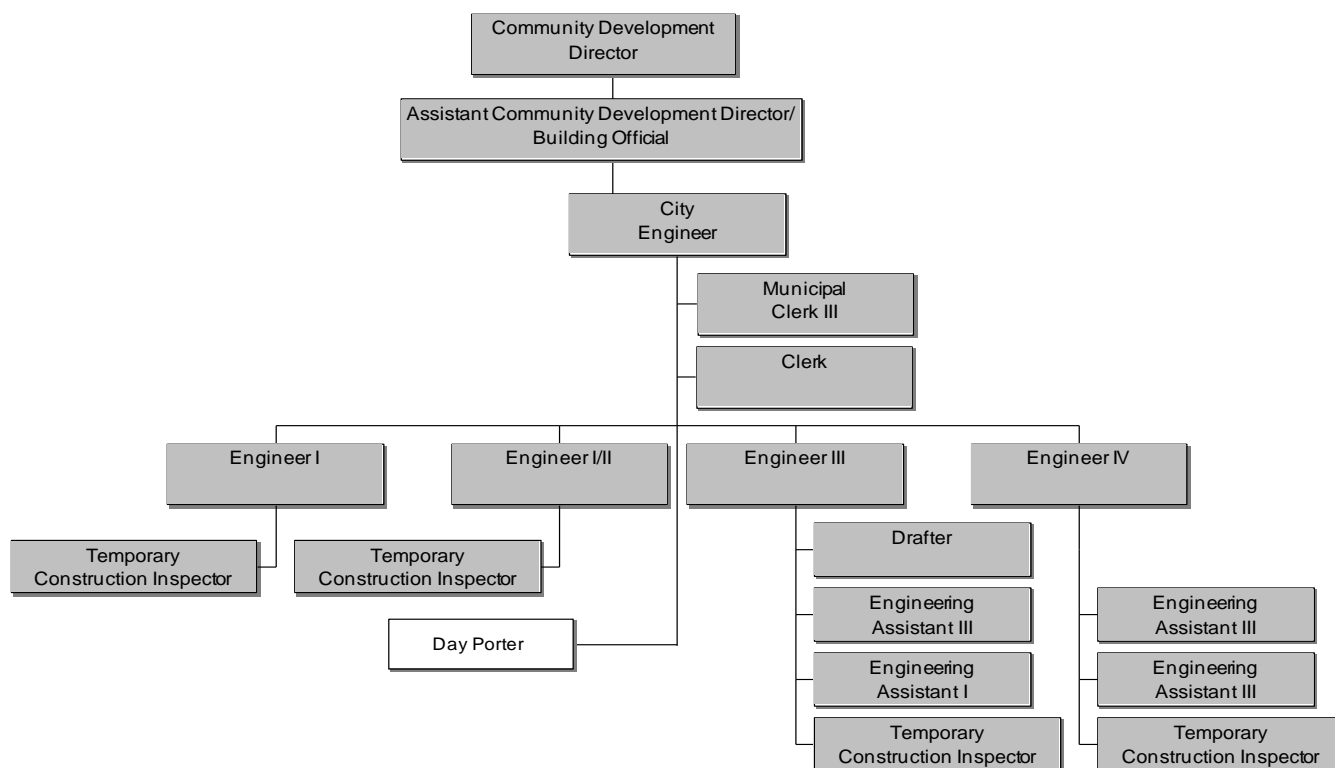 Community Development
Director
Assistant Community Development Director/
Building Official
City
Engineer
Municipal
Clerk III
Clerk
Engineer I
Engineer I/II
Engineer III
Engineer IV
Temporary
Construction Inspector
Temporary
Construction Inspector
Drafter
Engineering
Assistant III
Engineering
Assistant III
Day Porter
Engineering
Assistant I
Engineering
Assistant III
Temporary
Construction Inspector
Temporary
Construction Inspector